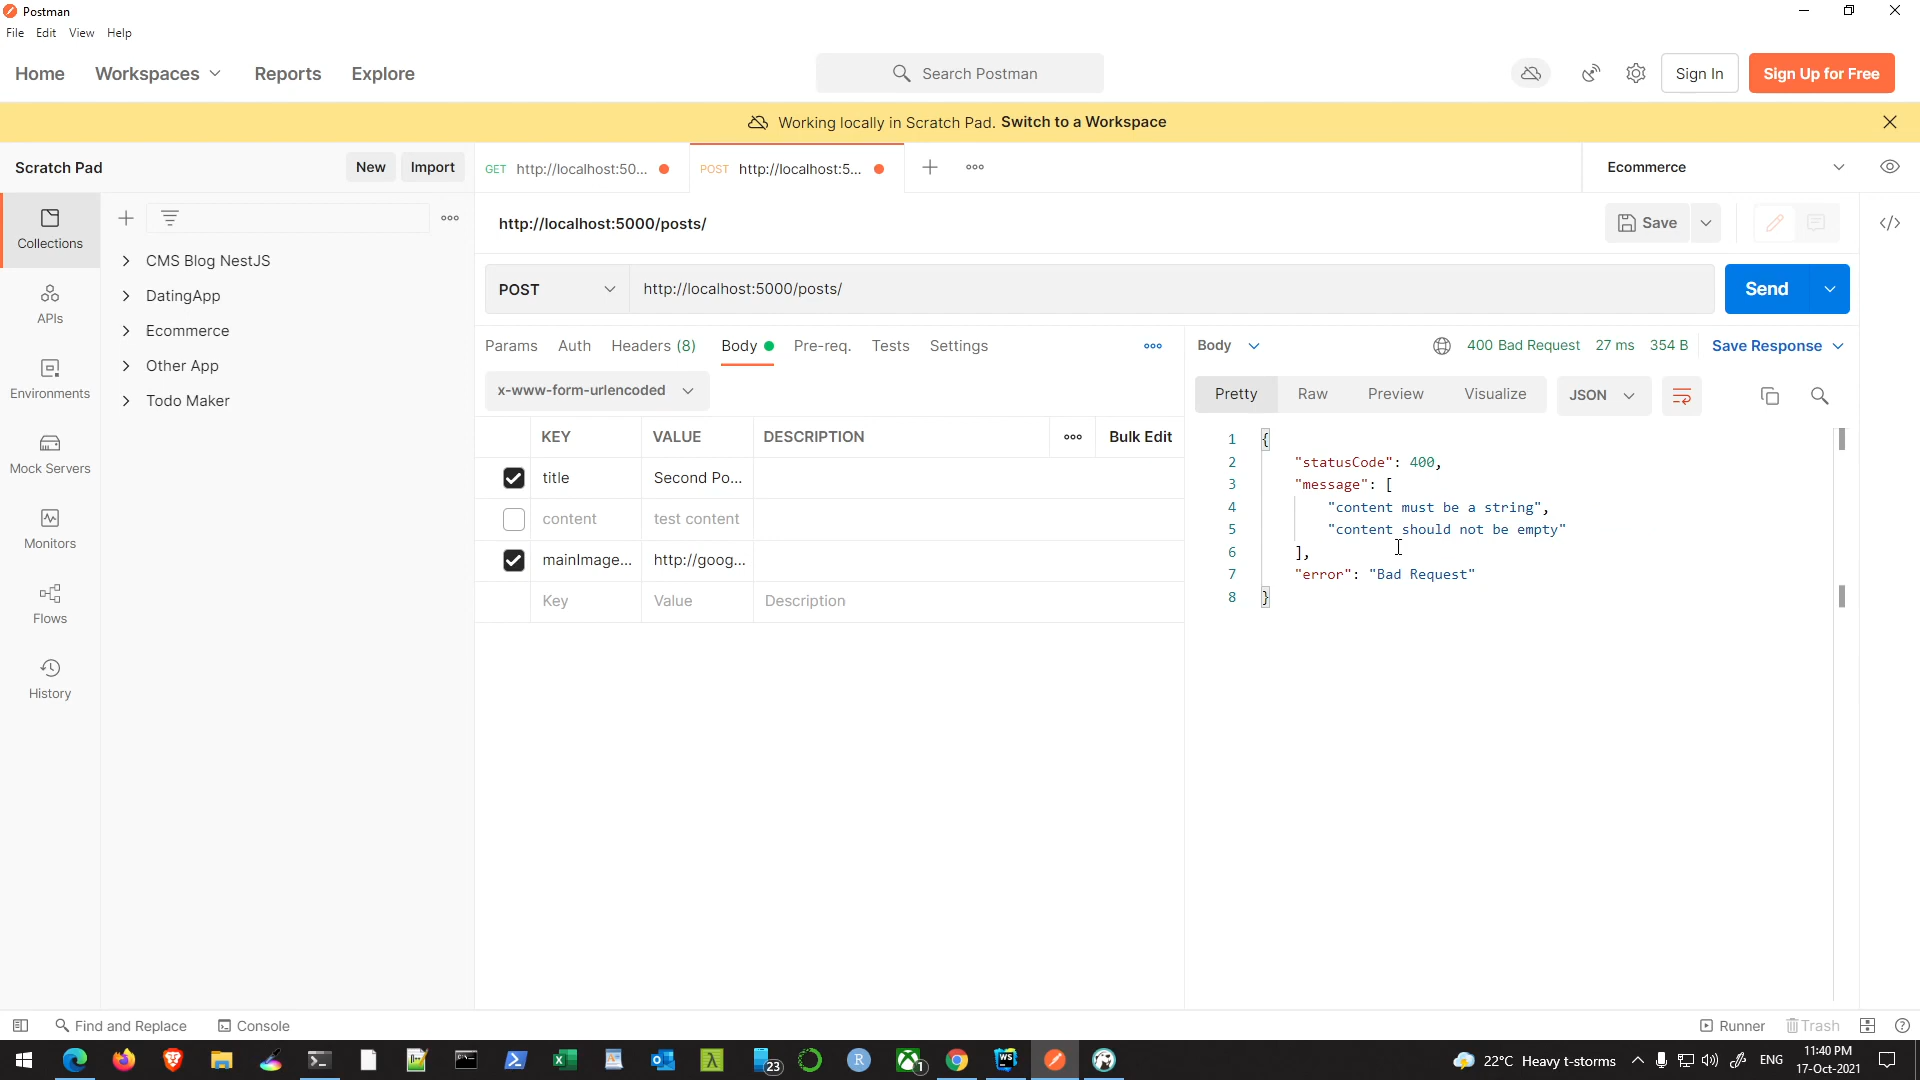 Postman
File Edit View Help
Home Workspaces Reports Explore Search Postman Sign In Sign Up for Free
Working locally in Scratch Pad. Switch to a Workspace
Scratch Pad New Import GET http://localhost:50... POST http://localhost:5... Ecommerce
http://localhost:5000/posts/ Save
Collections
CMS Blog NestJS
DatingApp
Ecommerce
Other App
Todo Maker
APIs
Environments
Mock Servers
Monitors
Flows
History
POST http://localhost:5000/posts/ Send
Params Auth Headers (8) Body Pre-req. Tests Settings
x-www-form-urlencoded
KEY VALUE DESCRIPTION Bulk Edit
title Second Po...
content test content
mainImage... http://goog...
Key Value Description
Body 400 Bad Request 27 ms 354 B Save Response
Pretty Raw Preview Visualize JSON
1 {
2 "statusCode": 400,
3 "message": [
4 "content must be a string",
5 "content should not be empty"
6 ],
7 "error": "Bad Request"
8 }
Find and Replace Console Runner Trash
23 1 WS 22°C Heavy t-storms ENG 11:40 PM
17-Oct-2021